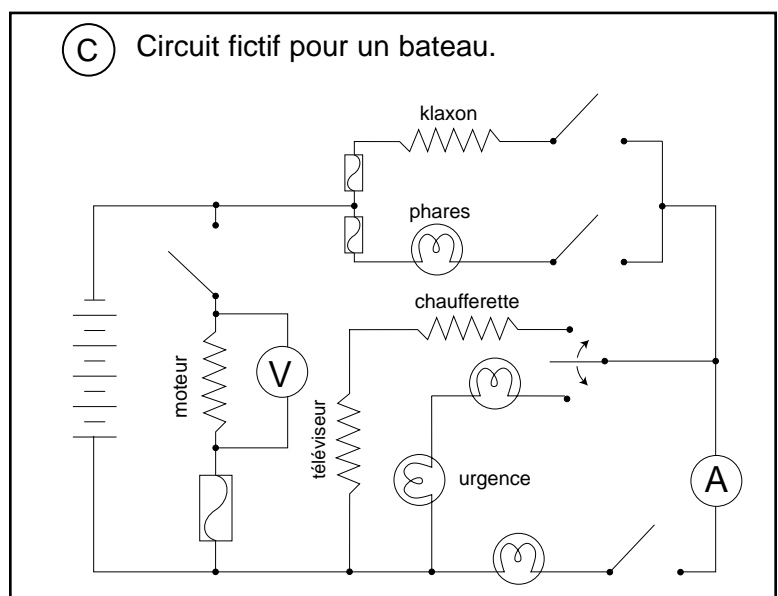 C Circuit fictif pour un bateau.
klaxon
phares
chaufferette
moteur
V
téléviseur
urgence
A